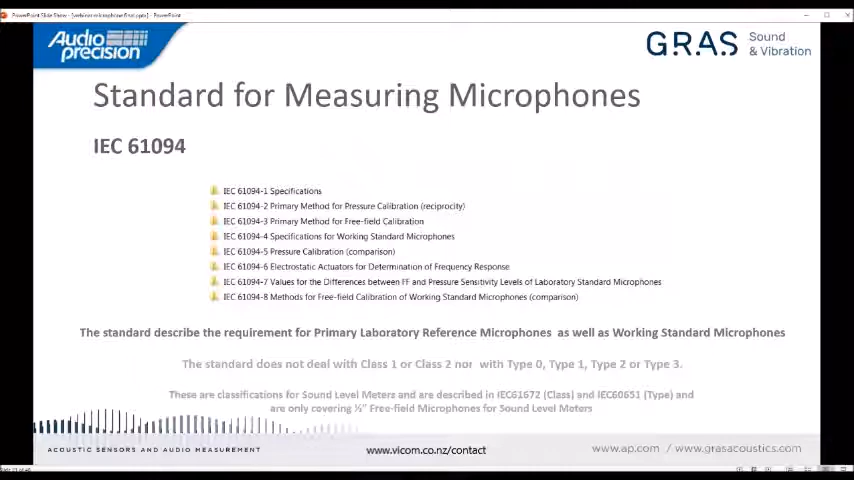 PowerPoint Slide Show - [webinar microphone final.pptx] - PowerPoint
Audio
precision
GRAS Sound
& Vibration
Standard for Measuring Microphones
IEC 61094
IEC 61094-1 Specifications
IEC 61094-2 Primary Method for Pressure Calibration (reciprocity)
IEC 61094-3 Primary Method for Free-field Calibration
IEC 61094-4 Specifications for Working Standard Microphones
IEC 61094-5 Pressure Calibration (comparison)
IEC 61094-6 Electrostatic Actuators for Determination of Frequency Response
IEC 61094-7 Values for the Differences between FF and Pressure Sensitivity Levels of Laboratory Standard Microphones
IEC 61094-8 Methods for Free-field Calibration of Working Standard Microphones (comparison)
The standard describe the requirement for Primary Laboratory Reference Microphones as well as Working Standard Microphones
The standard does not deal with Class 1 or Class 2 nor with Type 0, Type 1, Type 2 or Type 3.
These are classifications for Sound Level Meters and are described in IEC61672 (Class) and IEC60651 (Type) and
are only covering ½" Free-field Microphones for Sound Level Meters
ACOUSTIC SENSORS AND AUDIO MEASUREMENT
www.vicom.co.nz/contact
www.ap.com / www.grasacoustics.com